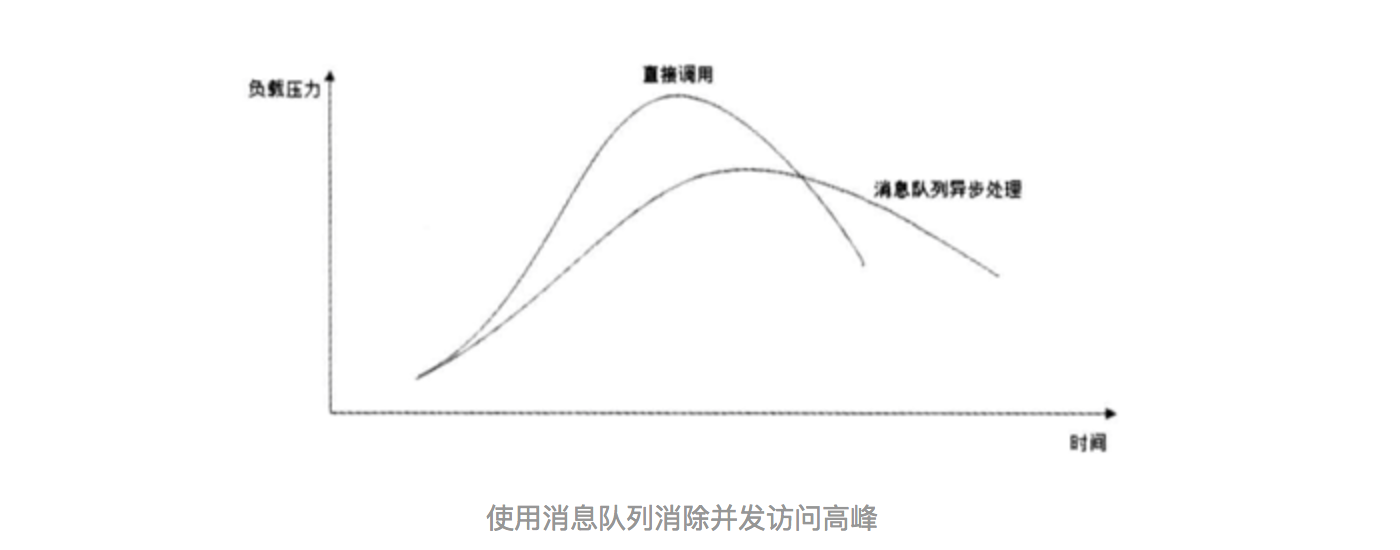 直接调用
负载压力
消息队列异步处理
时间
使用消息队列消除并发访问高峰